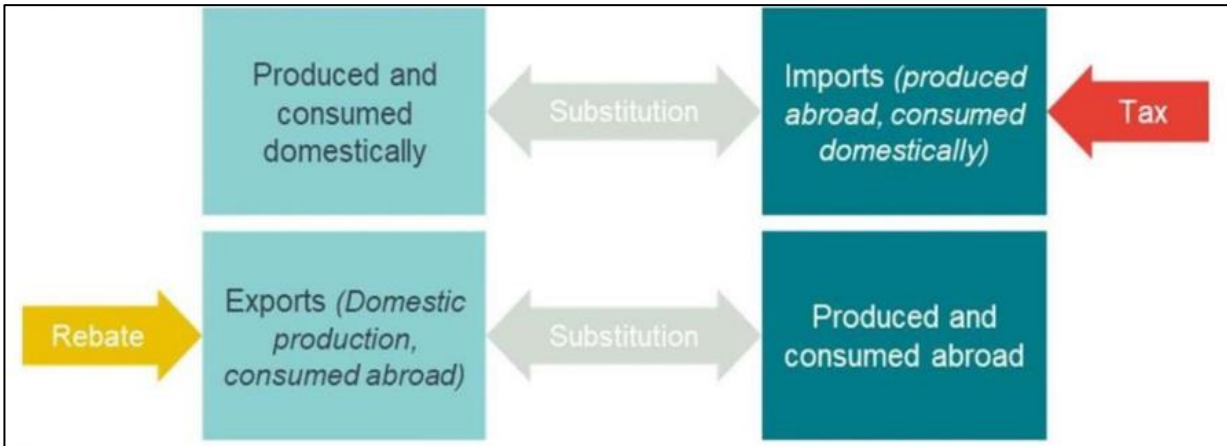 Produced and
consumed
domestically
Substitution
Imports (produced
abroad, consumed
domestically)
Tax
Rebate
Exports (Domestic
production,
consumed abroad)
Substitution
Produced and
consumed abroad